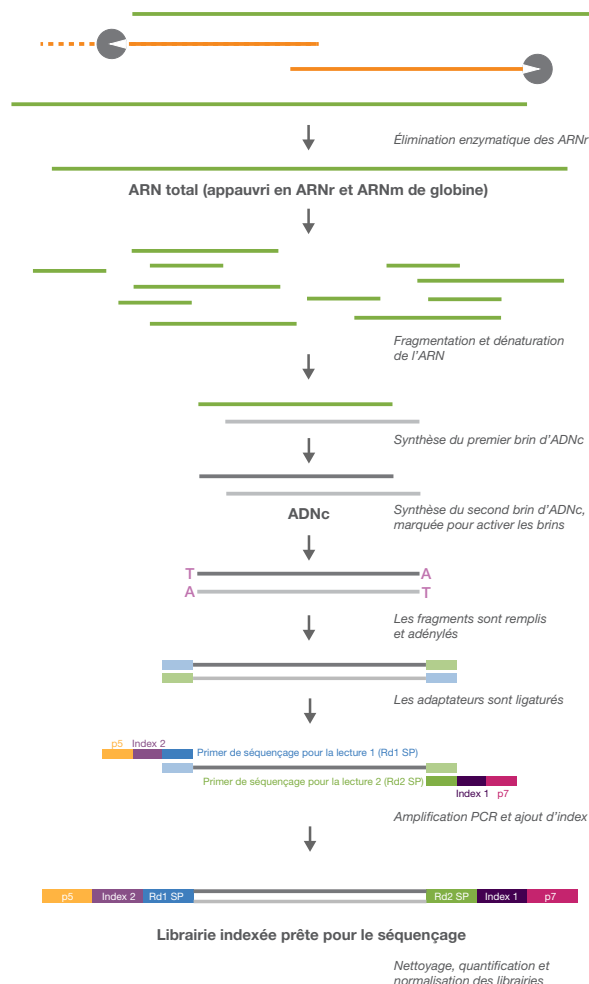 Élimination enzymatique des ARNr
ARN total (appauvri en ARNr et ARNm de globine)
Fragmentation et dénaturation
de l'ARN
Synthèse du premier brin d'ADNc
ADNc
Synthèse du second brin d'ADNc,
marquée pour activer les brins
T A
A T
Les fragments sont remplis
et adénylés
Les adaptateurs sont ligaturés
p5 Index 2
Primer de séquençage pour la lecture 1 (Rd1 SP)
Primer de séquençage pour la lecture 2 (Rd2 SP)
Index 1 p7
Amplification PCR et ajout d'index
p5 Index 2 Rd1 SP Rd2 SP Index 1 p7
Librairie indexée prête pour le séquençage
Nettoyage, quantification et
normalisation des librairies